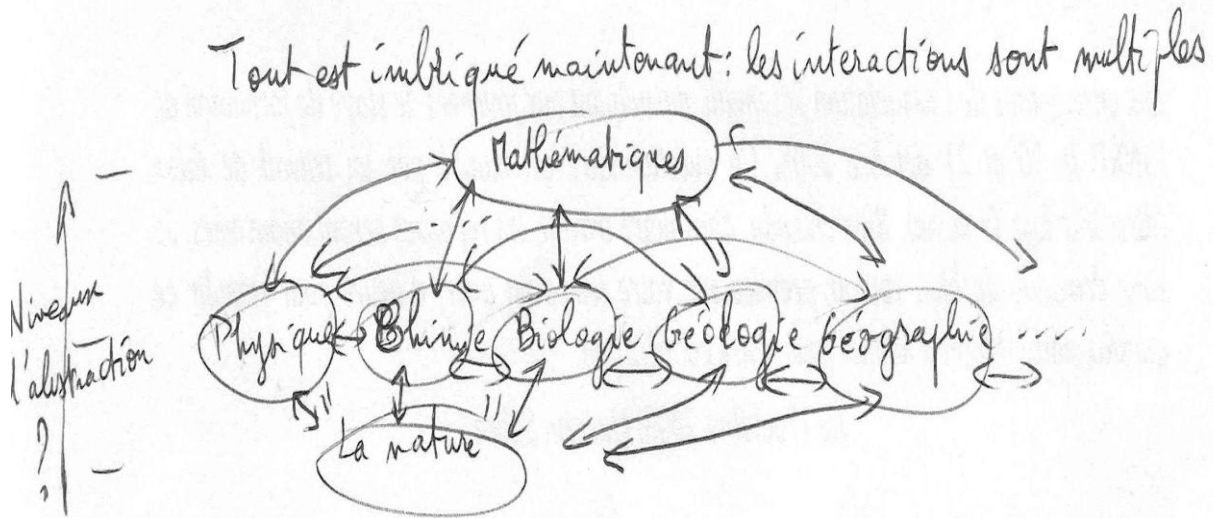 Tout est imbriqué maintenant: les interactions sont multiples
Mathématiques
Niveaux
d'abstraction
?
Physique Chimie Biologie Géologie Géographie
La nature